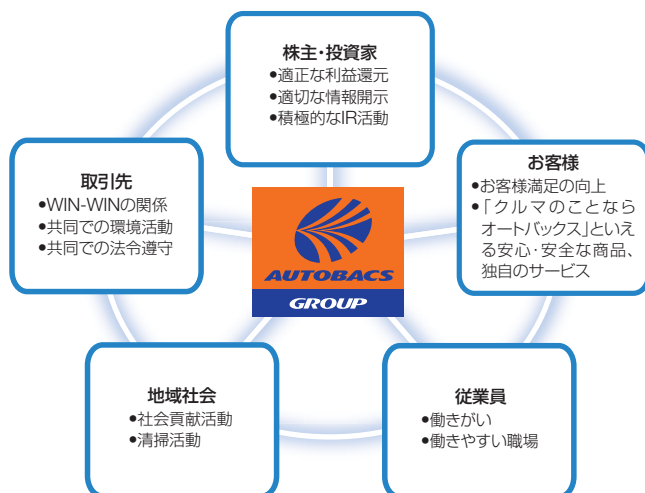 株主・投資家
●適正な利益還元
●適切な情報開示
●積極的なIR活動
取引先
●WIN-WINの関係
●共同での環境活動
●共同での法令遵守
お客様
●お客様満足の向上
●「クルマのことなら
オートバックス」といえ
る安心・安全な商品、
独自のサービス
AUTOBACS
GROUP
地域社会
●社会貢献活動
●清掃活動
従業員
●働きがい
●働きやすい職場